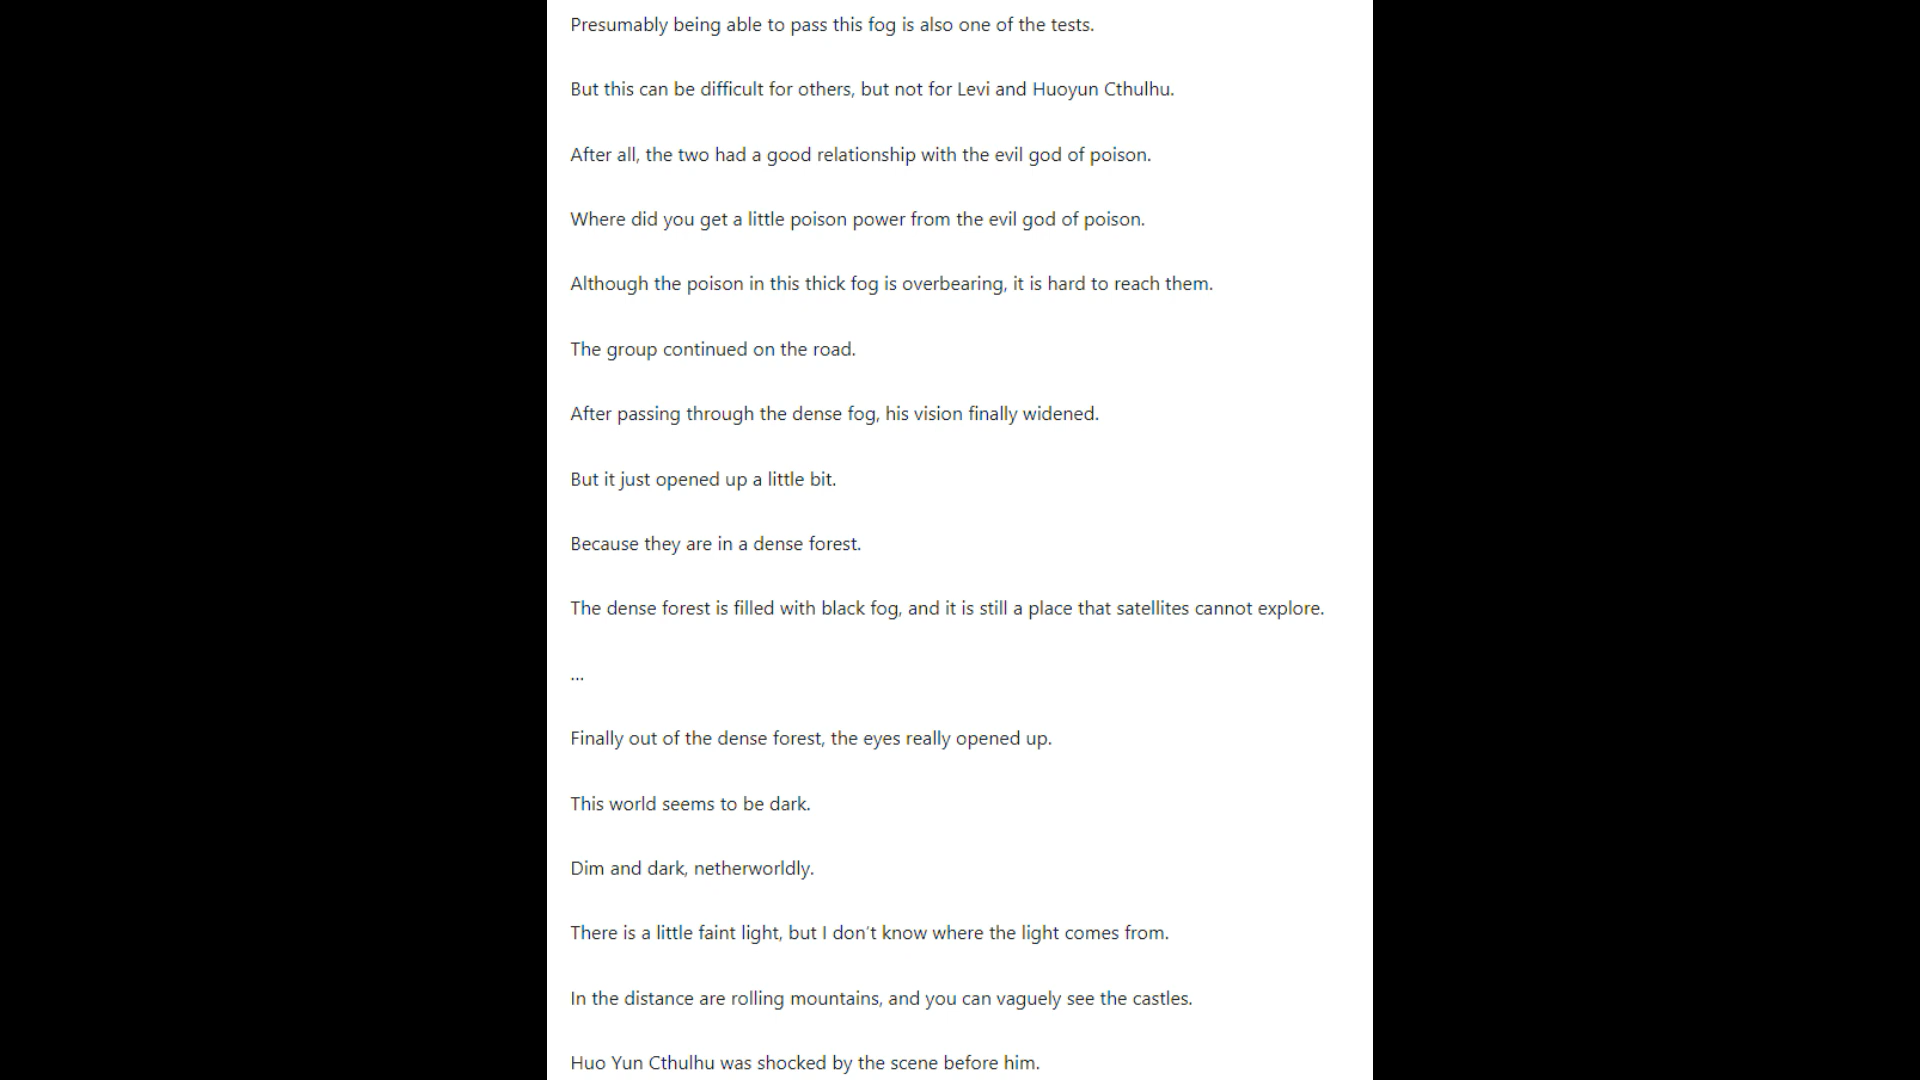 Presumably being able to pass this fog is also one of the tests.
But this can be difficult for others, but not for Levi and Huoyun Cthulhu.
After all, the two had a good relationship with the evil god of poison.
Where did you get a little poison power from the evil god of poison.
Although the poison in this thick fog is overbearing, it is hard to reach them.
The group continued on the road.
After passing through the dense fog, his vision finally widened.
But it just opened up a little bit.
Because they are in a dense forest.
The dense forest is filled with black fog, and it is still a place that satellites cannot explore.
...
Finally out of the dense forest, the eyes really opened up.
This world seems to be dark.
Dim and dark, netherworldly.
There is a little faint light, but I don't know where the light comes from.
In the distance are rolling mountains, and you can vaguely see the castles.
Huo Yun Cthulhu was shocked by the scene before him.